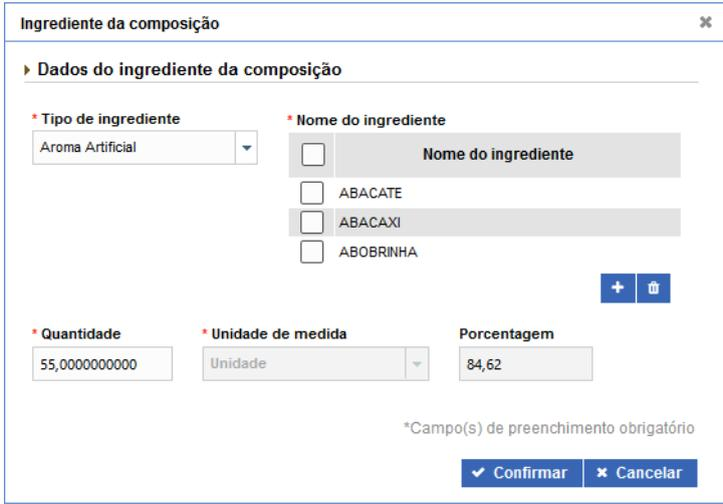 Ingrediente da composição
Dados do ingrediente da composição
* Tipo de ingrediente
Aroma Artificial
* Nome do ingrediente
Nome do ingrediente
ABACATE
ABACAXI
ABOBRINHA
* Quantidade
55,0000000000
* Unidade de medida
Unidade
Porcentagem
84,62
*Campo(s) de preenchimento obrigatório
Confirmar
Cancelar